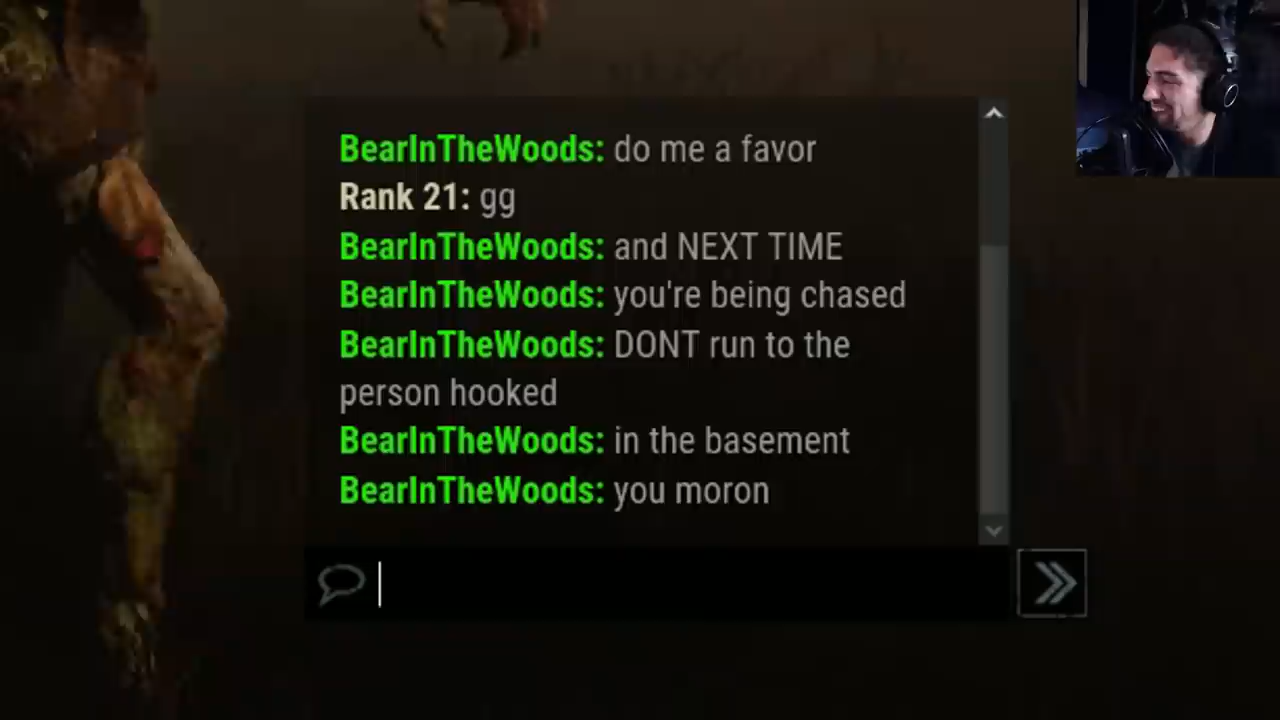 BearInTheWoods: do me a favor
Rank 21: gg
BearInTheWoods: and NEXT TIME
BearInTheWoods: you're being chased
BearInTheWoods: DONT run to the
person hooked
BearInTheWoods: in the basement
BearInTheWoods: you moron